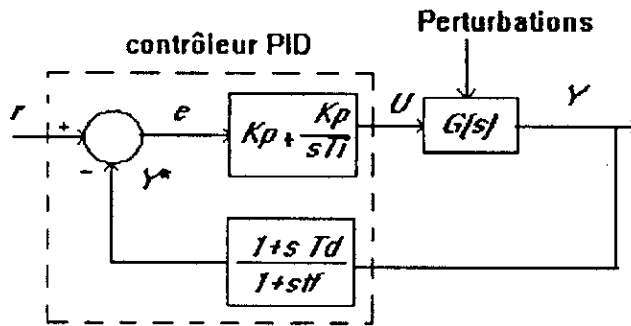 Perturbations
contrôleur PID
r
+
e
Kp + Kp / sTi
U
G(s)
Y
-
Y*
1+s Td
1+stf